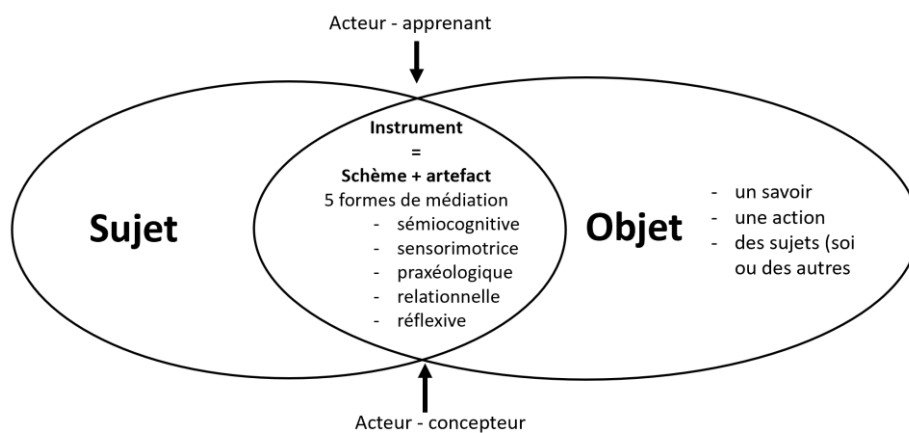 Acteur - apprenant
Instrument
=
Schème + artefact
5 formes de médiation
- sémiocognitive
- sensorimotrice
- praxéologique
- relationnelle
- réflexive
Sujet
Objet
- un savoir
- une action
- des sujets (soi
ou des autres
Acteur - concepteur